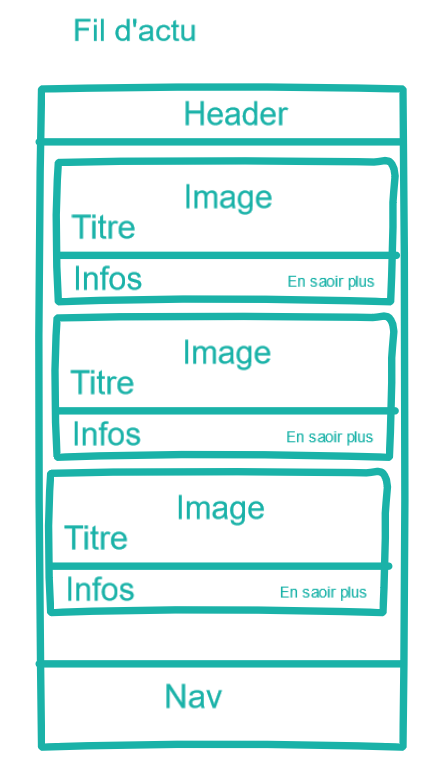 Fil d'actu
Header
Image
Titre
Infos
En saoir plus
Image
Titre
Infos
En saoir plus
Image
Titre
Infos
En saoir plus
Nav